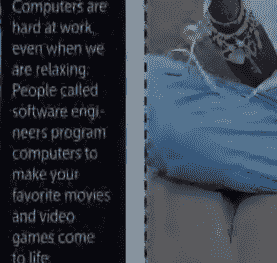 Computers are
hard at work,
even when we
are relaxing.
People called
software engi-
neers program
computers to
make your
favorite movies
and video
games come
to life